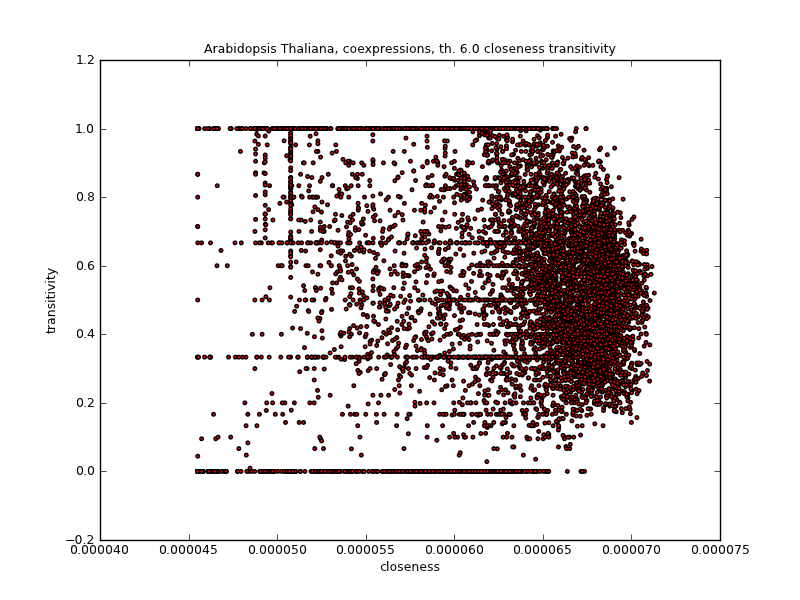 Arabidopsis Thaliana, coexpressions, th. 6.0 closeness transitivity
1.2
1.0
0.8
0.6
0.4
0.2
0.0
−0.2
transitivity
0.000040 0.000045 0.000050 0.000055 0.000060 0.000065 0.000070 0.000075
closeness